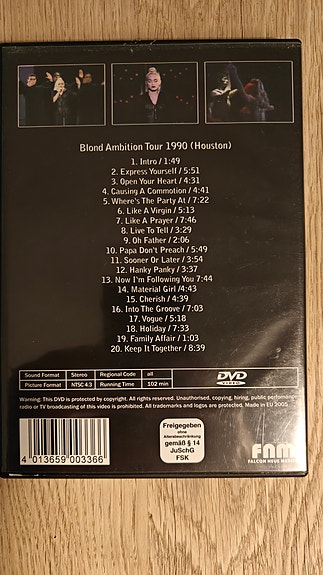 Blond Ambition Tour 1990 (Houston)
1. Intro / 1:49
2. Express Yourself / 5:51
3. Open Your Heart / 4:31
4. Causing A Commotion / 4:41
5. Where's The Party At / 7:22
6. Like A Virgin / 5:13
7. Like A Prayer / 7:46
8. Live To Tell / 3:29
9. Oh Father / 2:06
10. Papa Don't Preach / 5:49
11. Sooner Or Later / 3:54
12. Hanky Panky / 3:37
13. Now I'm Following You 7:44
14. Material Girl /4:43
15. Cherish / 4:39
16. Into The Groove / 7:03
17. Vogue / 5:18
18. Holiday / 7:33
19. Family Affair / 1:03
20. Keep It Together / 8:39
Sound Format Stereo Regional Code all
Picture Format NTSC 4:3 Running Time 102 min
DVD
VIDEO
Warning: This DVD is protected by copyright. All rights reserved. Unauthorised, copying, hiring, public performance
radio or TV broadcasting of this video is prohibited. All trademarks and logos are protected. Made in EU 2005
Freigegeben
ohne
Altersbeschränkung
gemäß § 14
JuSchG
FSK
4 013659 003366
FNM
FALCON NEUE MEDIEN